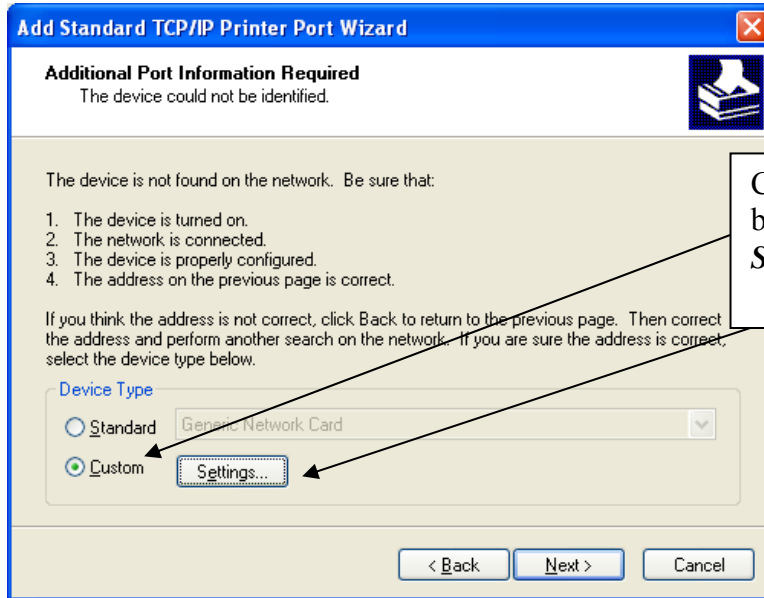 Add Standard TCP/IP Printer Port Wizard
Additional Port Information Required
The device could not be identified.
The device is not found on the network. Be sure that:
1. The device is turned on.
2. The network is connected.
3. The device is properly configured.
4. The address on the previous page is correct.
If you think the address is not correct, click Back to return to the previous page. Then correct
the address and perform another search on the network. If you are sure the address is correct,
select the device type below.
Device Type
Standard Generic Network Card
Custom Settings...
< Back Next > Cancel